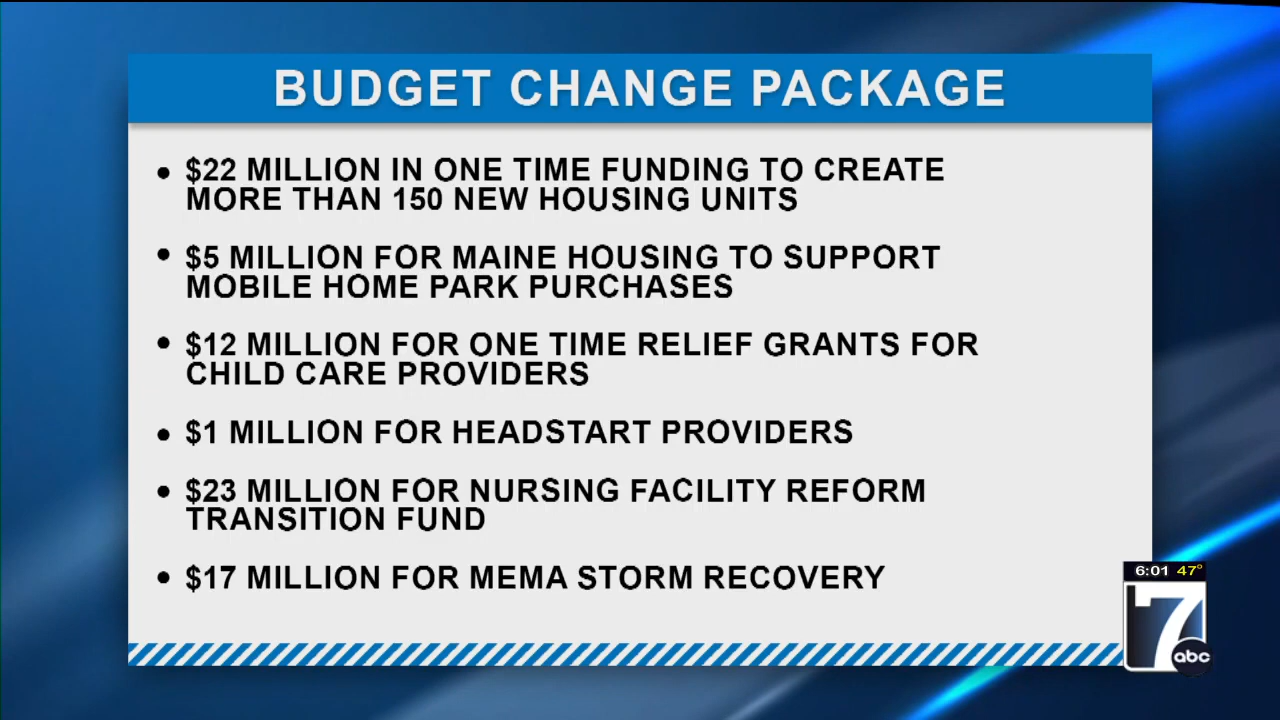 BUDGET CHANGE PACKAGE
• $22 MILLION IN ONE TIME FUNDING TO CREATE
MORE THAN 150 NEW HOUSING UNITS
• $5 MILLION FOR MAINE HOUSING TO SUPPORT
MOBILE HOME PARK PURCHASES
• $12 MILLION FOR ONE TIME RELIEF GRANTS FOR
CHILD CARE PROVIDERS
• $1 MILLION FOR HEADSTART PROVIDERS
• $23 MILLION FOR NURSING FACILITY REFORM
TRANSITION FUND
• $17 MILLION FOR MEMA STORM RECOVERY
6:01 47°
7
abc